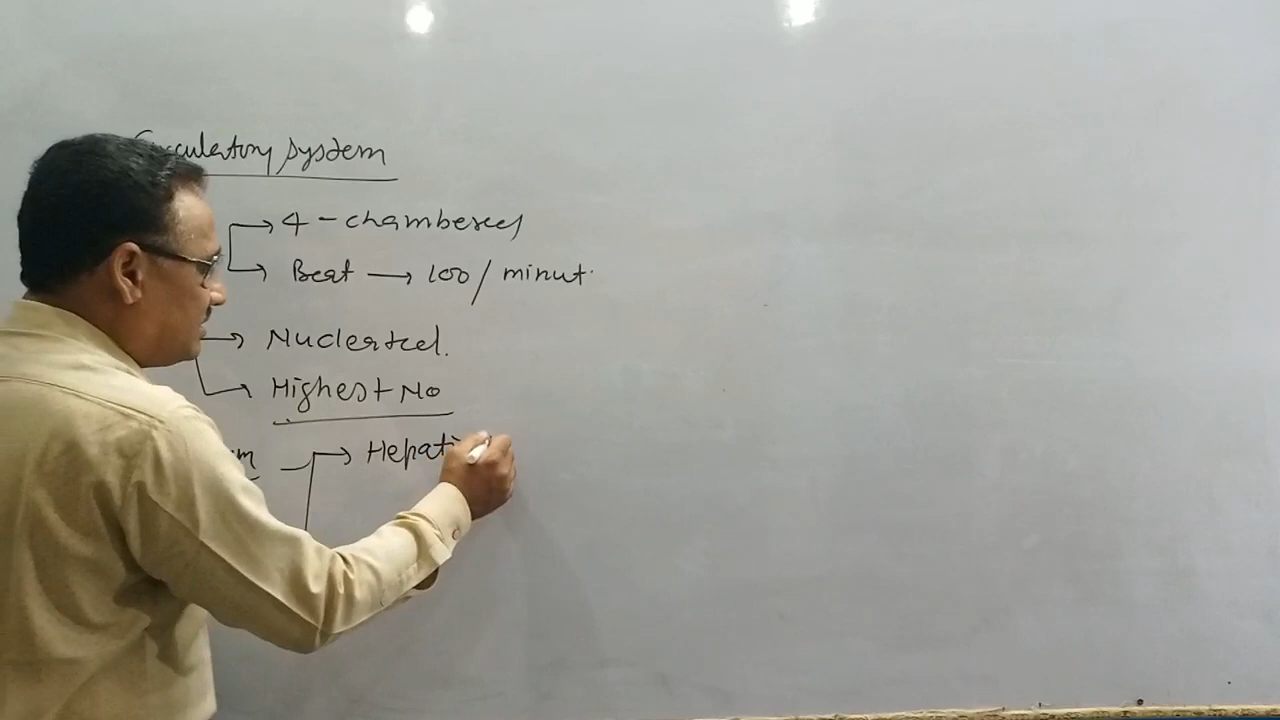 Circulatory system
→ 4 - chambered
→ Beat → 100 / minut.
→ Nucleated.
→ Highest No
→ Hepati